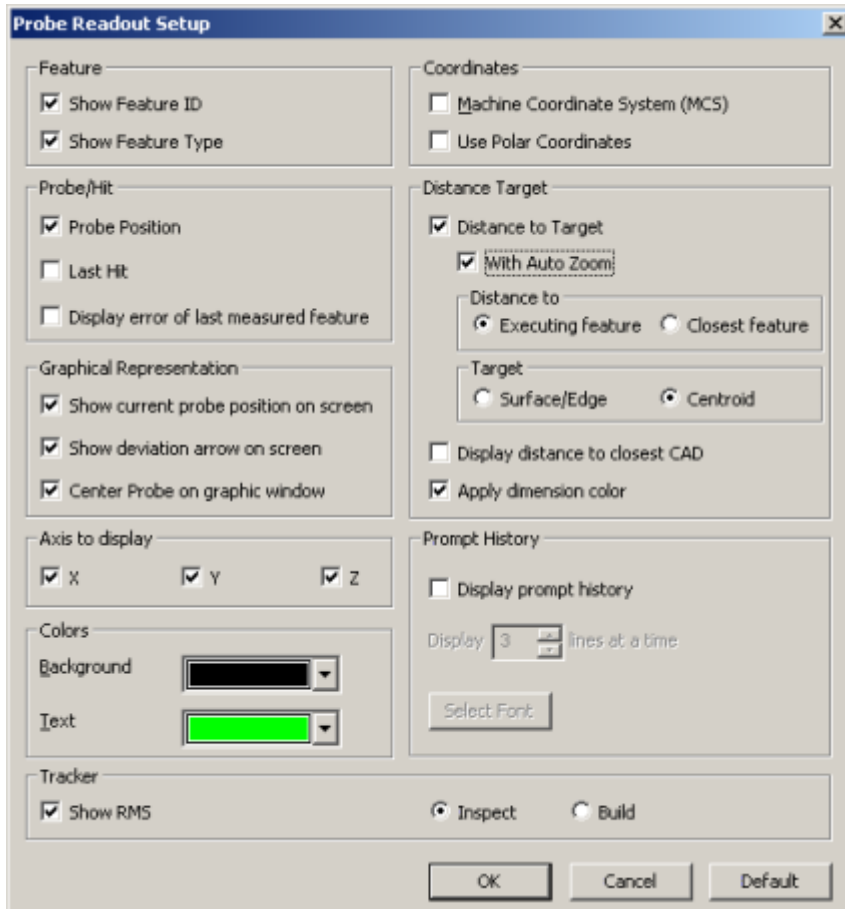 Probe Readout Setup
Feature
Show Feature ID
Show Feature Type
Probe/Hit
Probe Position
Last Hit
Display error of last measured feature
Graphical Representation
Show current probe position on screen
Show deviation arrow on screen
Center Probe on graphic window
Axis to display
X Y Z
Colors
Background
Text
Coordinates
Machine Coordinate System (MCS)
Use Polar Coordinates
Distance Target
Distance to Target
With Auto Zoom
Distance to
Executing feature Closest feature
Target
Surface/Edge Centroid
Display distance to closest CAD
Apply dimension color
Prompt History
Display prompt history
Display 3 lines at a time
Select Font
Tracker
Show RMS Inspect Build
OK Cancel Default